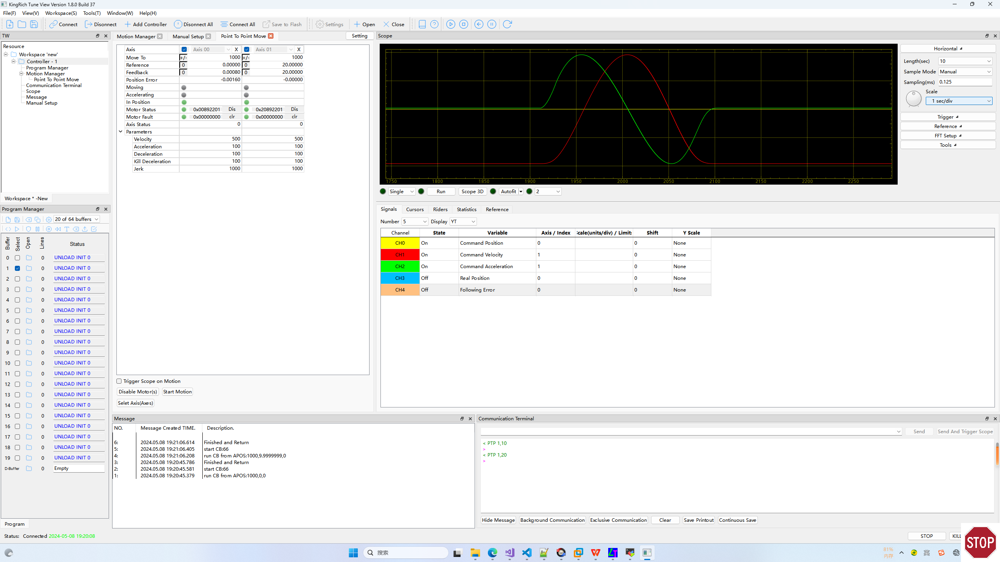 KingRich Tune View Version 1.8.0 Build 37
File(F) View(V) Workspace(S) Tools(T) Window(W) Help(H)
Connect Disconnect Add Controller Disconnect All Connect All Save to Flash Settings Open Close
TW
Resource
Workspace 'new'
Controller - 1
Program Manager
Motion Manager
Point To Point Move
Communication Terminal
Scope
Message
Manual Setup
Workspace * -New
Program Manager
20 of 64 buffers
Buffer Select Open Lines Status
0 0 UNLOAD INIT 0
1 0 UNLOAD INIT 0
2 0 UNLOAD INIT 0
3 0 UNLOAD INIT 0
4 0 UNLOAD INIT 0
5 0 UNLOAD INIT 0
6 0 UNLOAD INIT 0
7 0 UNLOAD INIT 0
8 0 UNLOAD INIT 0
9 0 UNLOAD INIT 0
10 0 UNLOAD INIT 0
11 0 UNLOAD INIT 0
12 0 UNLOAD INIT 0
13 0 UNLOAD INIT 0
14 0 UNLOAD INIT 0
15 0 UNLOAD INIT 0
16 0 UNLOAD INIT 0
17 0 UNLOAD INIT 0
18 0 UNLOAD INIT 0
19 0 UNLOAD INIT 0
D-Buffer 0 Empty
Program
Motion Manager Manual Setup Point To Point Move Setting
Axis Axis 00 X Axis 01 X
Move To +/- 1000 +/- 1000
Reference 0 0.00000 0 20.00000
Feedback 0 0.00080 0 20.00000
Position Error -0.00160 -0.00000
Moving
Accelerating
In Position
Motor Status 0x00892201 Dis 0x20892201 Dis
Motor Fault 0x00000000 clr 0x00000000 clr
Axis Status 0 0
Parameters
Velocity 500 500
Acceleration 100 100
Deceleration 100 100
Kill Deceleration 100 100
Jerk 1000 1000
Trigger Scope on Motion
Disable Motor(s) Start Motion
Selet Axis(Axes)
Scope
1750 1800 1850 1900 1950 2000 2050 2100 2150 2200 2250
Horizontal
Length(sec) 10
Sample Mode Manual
Sampling(ms) 0.125
Scale
1 sec/div
Trigger
Reference
FFT Setup
Tools
Single Run Scope 3D Autofit 2
Signals Cursors Riders Statistics Reference
Number 5 Display YT
Channel State Variable Axis / Index Scale(units/div) / Limits Shift Y Scale
CH0 On Command Position 0 0 None
CH1 On Command Velocity 1 0 None
CH2 On Command Acceleration 1 0 None
CH3 Off Real Position 0 0 None
CH4 Off Following Error 0 0 None
Message
NO. Message Created TIME. Description.
6: 2024.05.08 19:21:06.614 Finished and Return
5: 2024.05.08 19:21:06.405 start CB:66
4: 2024.05.08 19:21:06.208 run CB from APOS:1000,9.9999999,0
3: 2024.05.08 19:20:45.786 Finished and Return
2: 2024.05.08 19:20:45.581 start CB:66
1: 2024.05.08 19:20:45.379 run CB from APOS:1000,0,0
Communication Terminal
Send Send And Trigger Scope
< PTP 1,10
>
< PTP 1,20
>
Hide Message Background Communication Exclusive Communication Clear Save Printout Continuous Save
Status: Connected 2024-05-08 19:20:08
STOP KILL
STOP
搜索
81%
内存
英